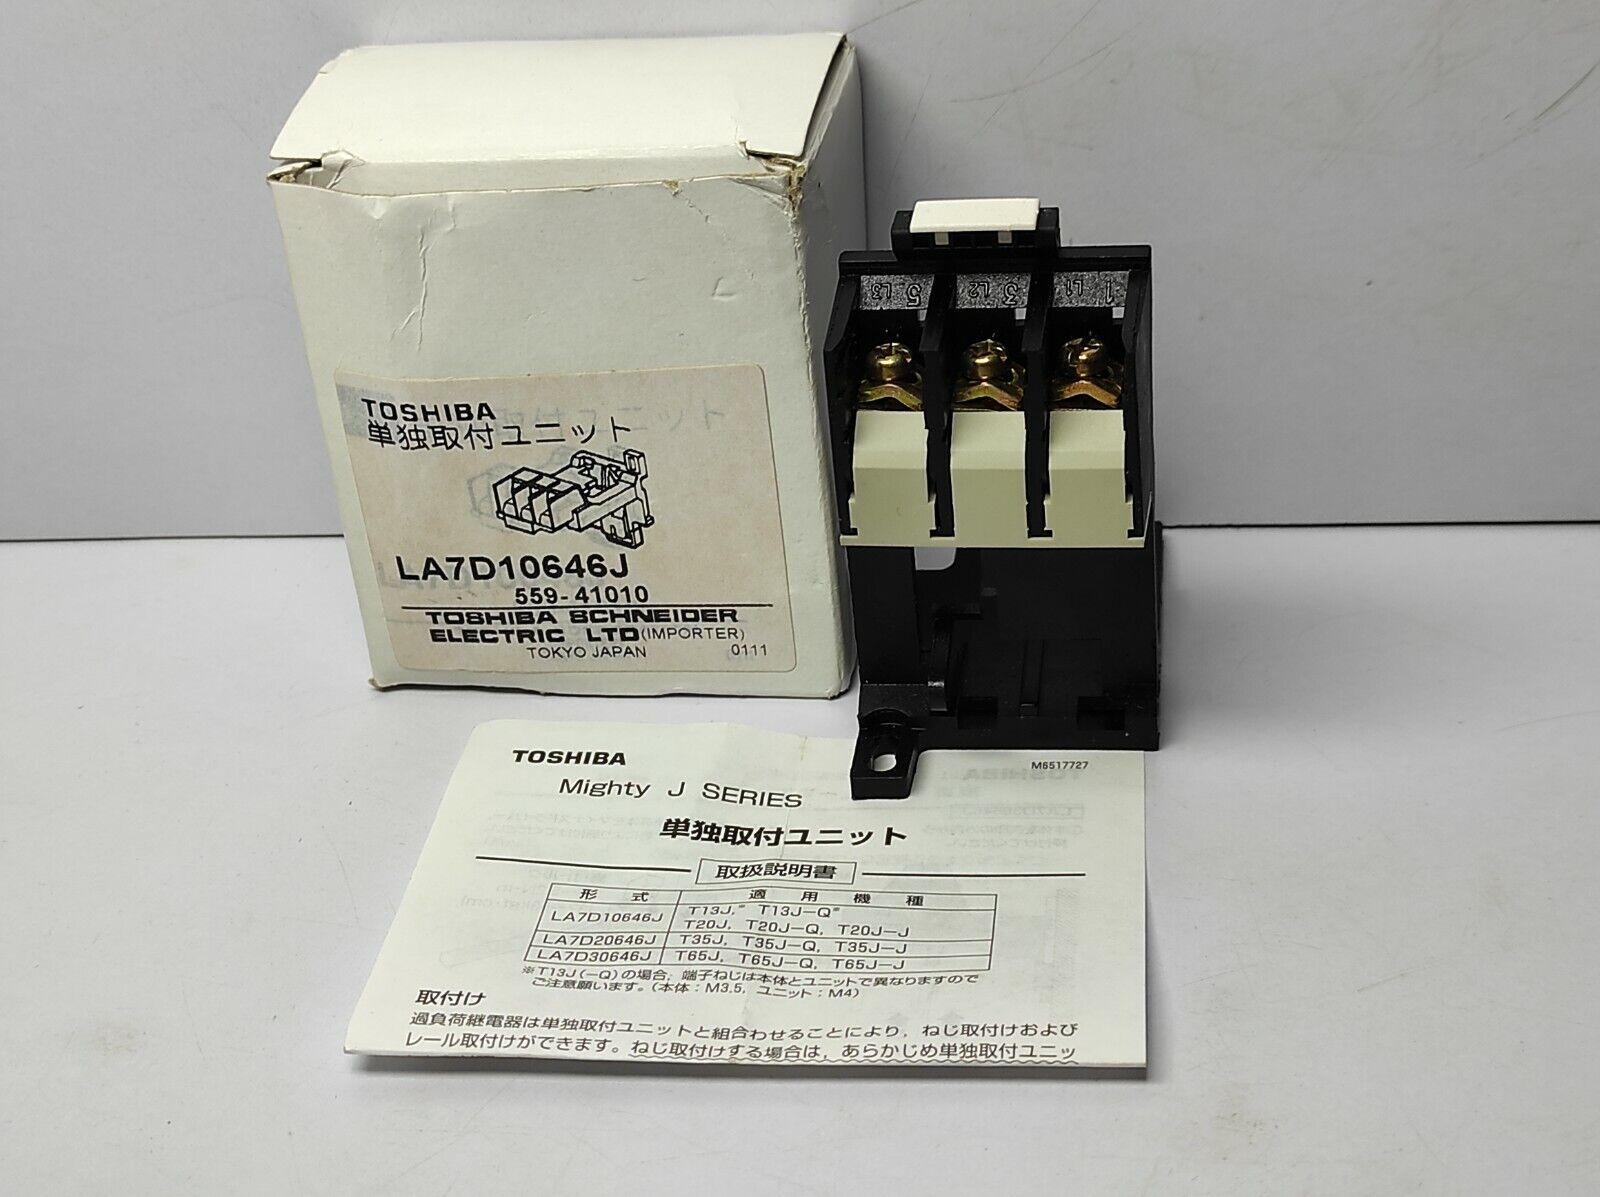 TOSHIBA
単独取付ユニット
LA7D10646J
559-41010
TOSHIBA SCHNEIDER
ELECTRIC LTD (IMPORTER)
TOKYO JAPAN 0111
5 L3
3 L2
1 L1
TOSHIBA M6517727
Mighty J SERIES
単独取付ユニット
取扱説明書
形式 適用機種
LA7D10646J T13J,* T13J-Q*
T20J, T20J-Q, T20J-J
LA7D20646J T35J, T35J-Q, T35J-J
LA7D30646J T65J, T65J-Q, T65J-J
※T13J(-Q)の場合,端子ねじは本体とユニットで異なりますので
ご注意願います。(本体:M3.5, ユニット:M4)
取付け
過負荷継電器は単独取付ユニットと組合わせることにより,ねじ取付けおよび
レール取付けができます。ねじ取付けする場合は,あらかじめ単独取付ユニッ